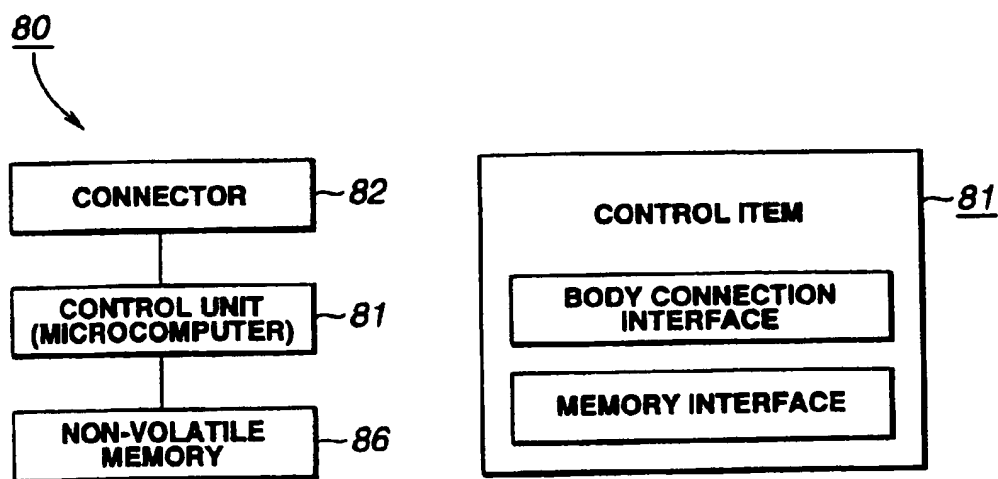 80
CONNECTOR
82
CONTROL UNIT
(MICROCOMPUTER)
81
NON-VOLATILE
MEMORY
86
CONTROL ITEM
81
BODY CONNECTION
INTERFACE
MEMORY INTERFACE